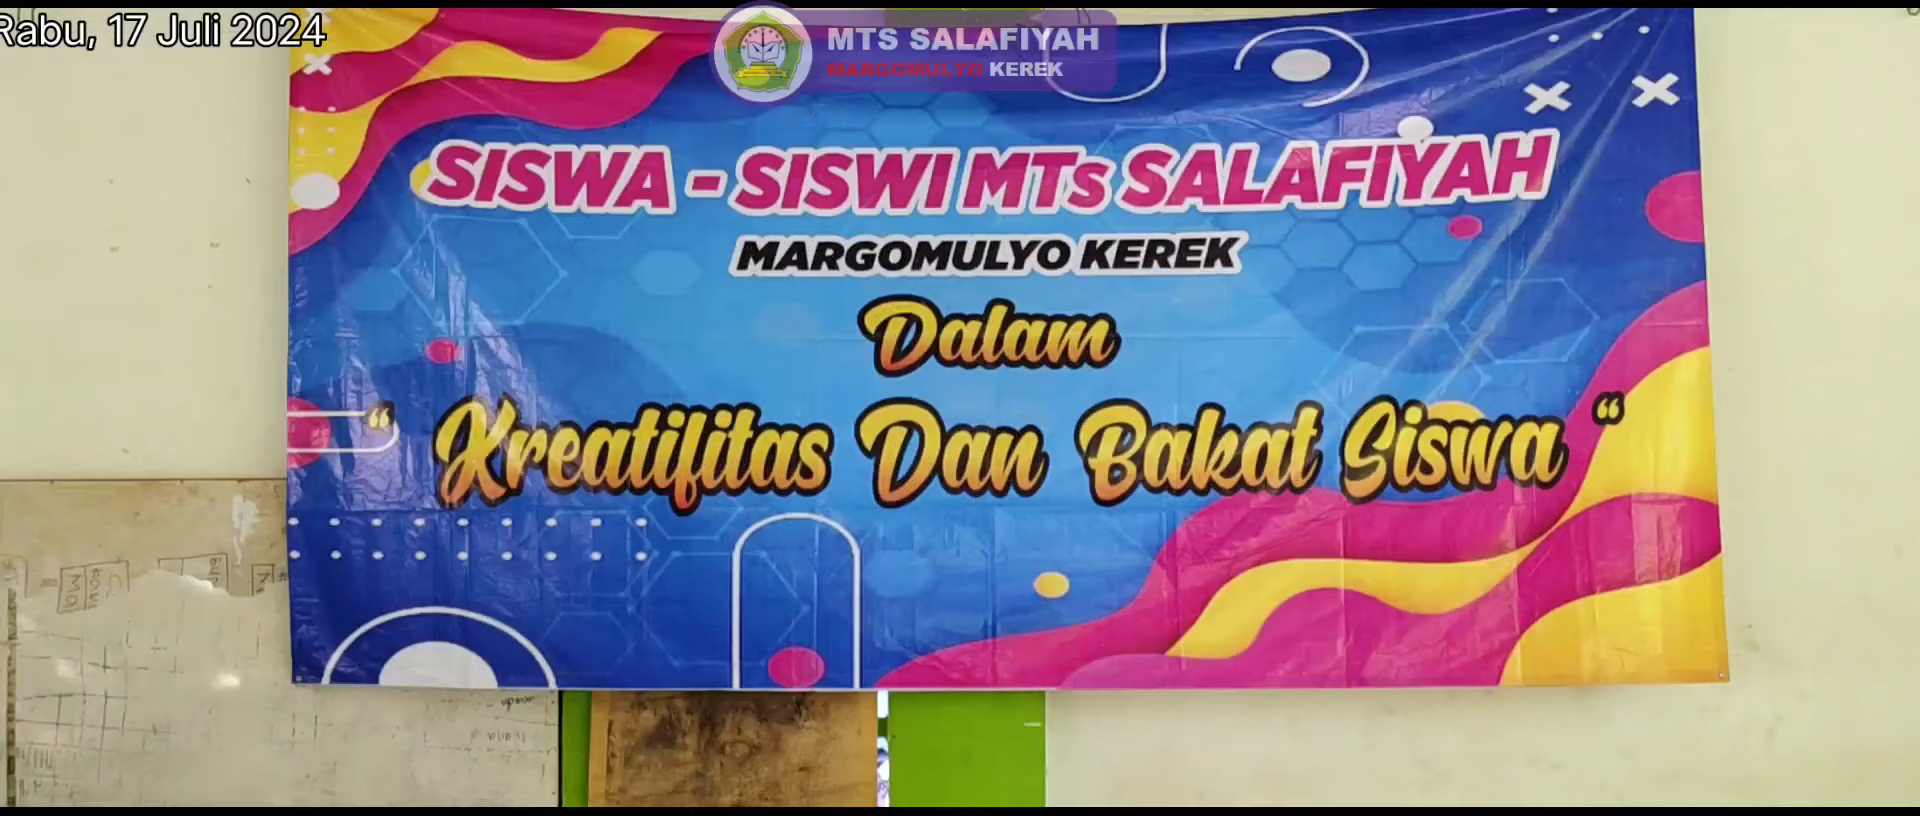 Rabu, 17 Juli 2024
MTS SALAFIYAH
MARGOMULYO KEREK
SISWA - SISWI MTs SALAFIYAH
MARGOMULYO KEREK
Dalam
“ Kreatifitas Dan Bakat Siswa “